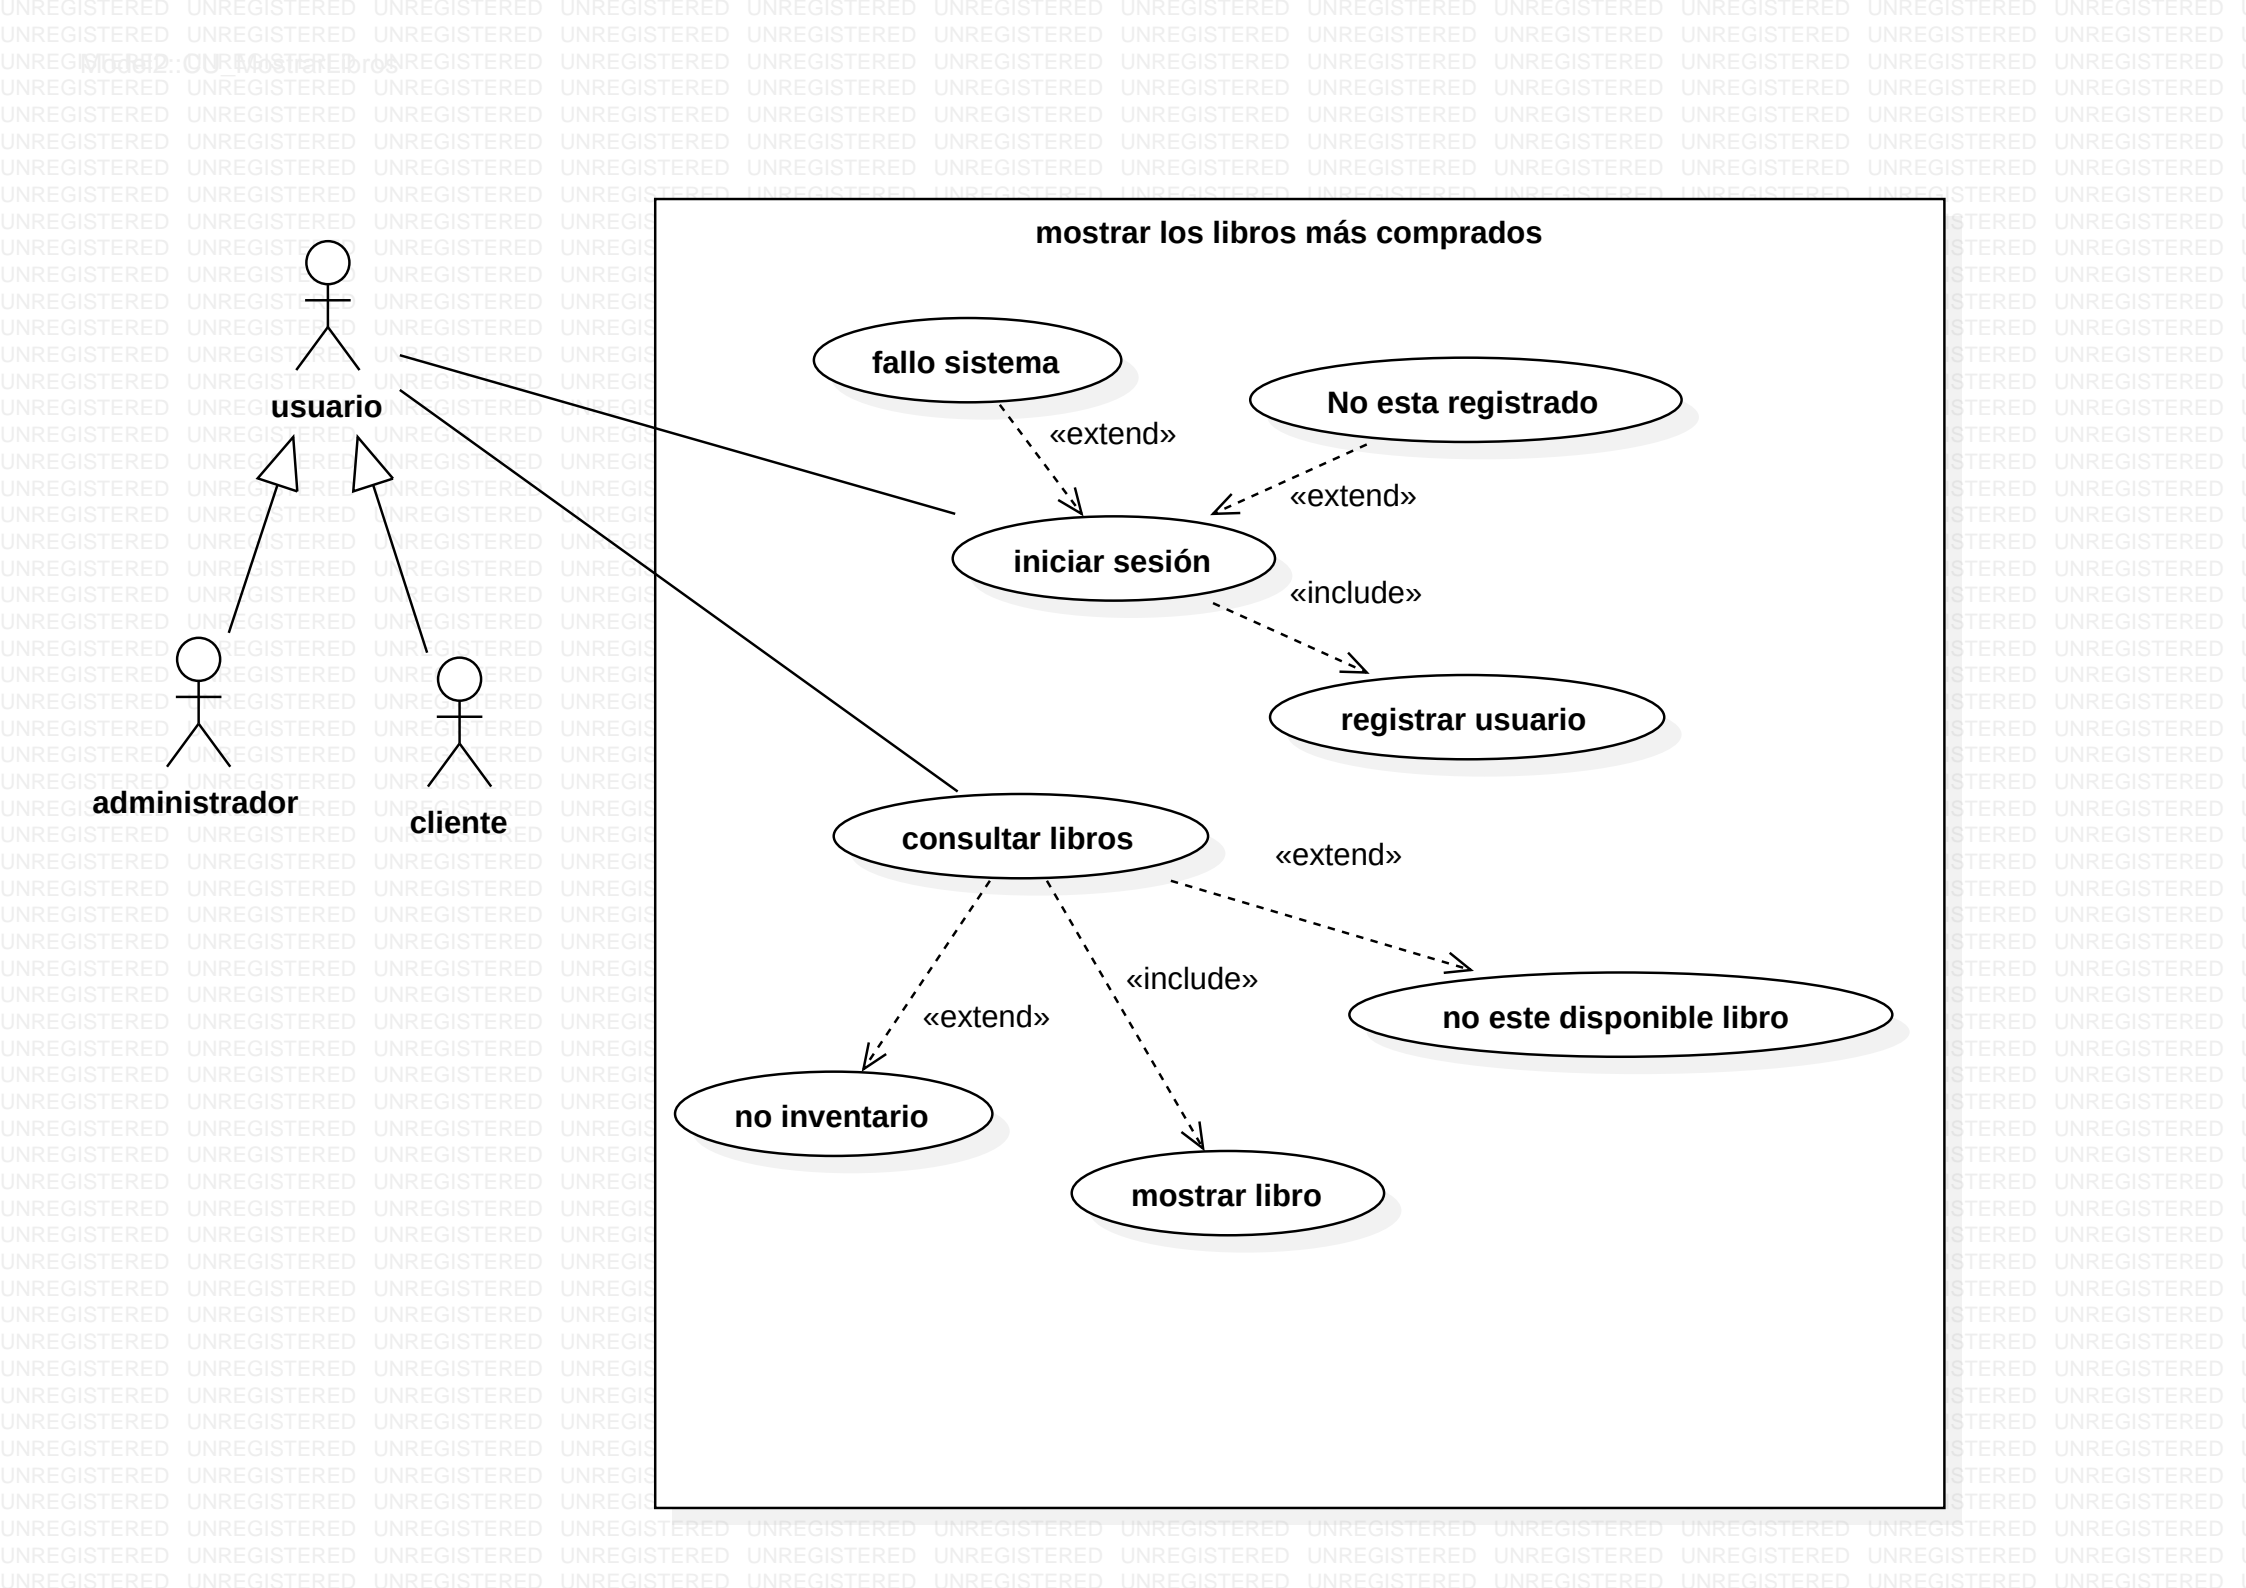 Model2::CU_MostrarLibros
mostrar los libros más comprados
usuario
fallo sistema
No esta registrado
«extend»
«extend»
iniciar sesión
«include»
registrar usuario
administrador
cliente
consultar libros
«extend»
«include»
«extend»
no este disponible libro
no inventario
mostrar libro
UNREGISTERED